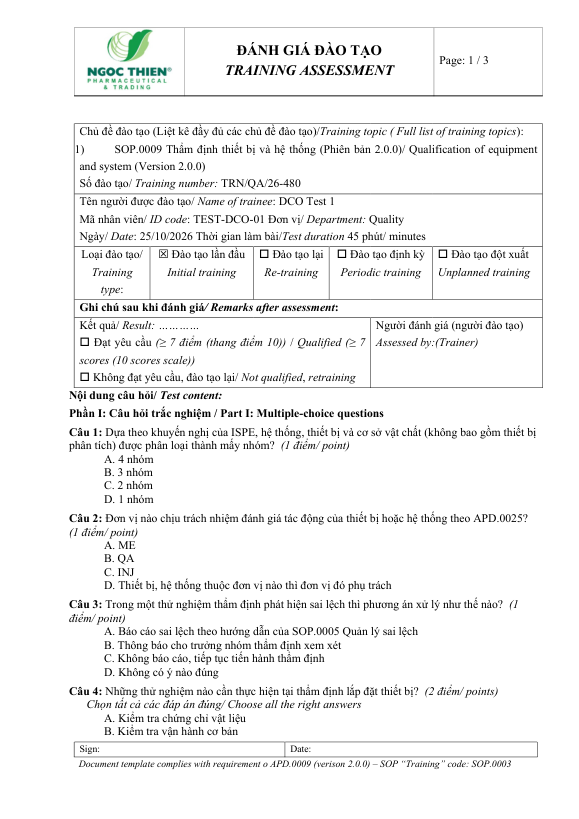 NGOC THIEN®
PHARMACEUTICAL
& TRADING
ĐÁNH GIÁ ĐÀO TẠO
TRAINING ASSESSMENT
Page: 1 / 3
Chủ đề đào tạo (Liệt kê đầy đủ các chủ đề đào tạo)/Training topic ( Full list of training topics):
1) SOP.0009 Thẩm định thiết bị và hệ thống (Phiên bản 2.0.0)/ Qualification of equipment
and system (Version 2.0.0)
Số đào tạo/ Training number: TRN/QA/26-480
Tên người được đào tạo/ Name of trainee: DCO Test 1
Mã nhân viên/ ID code: TEST-DCO-01 Đơn vị/ Department: Quality
Ngày/ Date: 25/10/2026 Thời gian làm bài/Test duration 45 phút/ minutes
Loại đào tạo/
Training
type:
☒ Đào tạo lần đầu
Initial training
☐ Đào tạo lại
Re-training
☐ Đào tạo định kỳ
Periodic training
☐ Đào tạo đột xuất
Unplanned training
Ghi chú sau khi đánh giá/ Remarks after assessment:
Kết quả/ Result: …………
☐ Đạt yêu cầu (≥ 7 điểm (thang điểm 10)) / Qualified (≥ 7
scores (10 scores scale))
☐ Không đạt yêu cầu, đào tạo lại/ Not qualified, retraining
Người đánh giá (người đào tạo)
Assessed by:(Trainer)
Nội dung câu hỏi/ Test content:
Phần I: Câu hỏi trắc nghiệm / Part I: Multiple-choice questions
Câu 1: Dựa theo khuyến nghị của ISPE, hệ thống, thiết bị và cơ sở vật chất (không bao gồm thiết bị
phân tích) được phân loại thành mấy nhóm? (1 điểm/ point)
A. 4 nhóm
B. 3 nhóm
C. 2 nhóm
D. 1 nhóm
Câu 2: Đơn vị nào chịu trách nhiệm đánh giá tác động của thiết bị hoặc hệ thống theo APD.0025?
(1 điểm/ point)
A. ME
B. QA
C. INJ
D. Thiết bị, hệ thống thuộc đơn vị nào thì đơn vị đó phụ trách
Câu 3: Trong một thử nghiệm thẩm định phát hiện sai lệch thì phương án xử lý như thế nào? (1
điểm/ point)
A. Báo cáo sai lệch theo hướng dẫn của SOP.0005 Quản lý sai lệch
B. Thông báo cho trưởng nhóm thẩm định xem xét
C. Không báo cáo, tiếp tục tiến hành thẩm định
D. Không có ý nào đúng
Câu 4: Những thử nghiệm nào cần thực hiện tại thẩm định lắp đặt thiết bị? (2 điểm/ points)
Chọn tất cả các đáp án đúng/ Choose all the right answers
A. Kiểm tra chứng chỉ vật liệu
B. Kiểm tra vận hành cơ bản
Sign:
Date:
Document template complies with requirement o APD.0009 (verison 2.0.0) – SOP “Training” code: SOP.0003